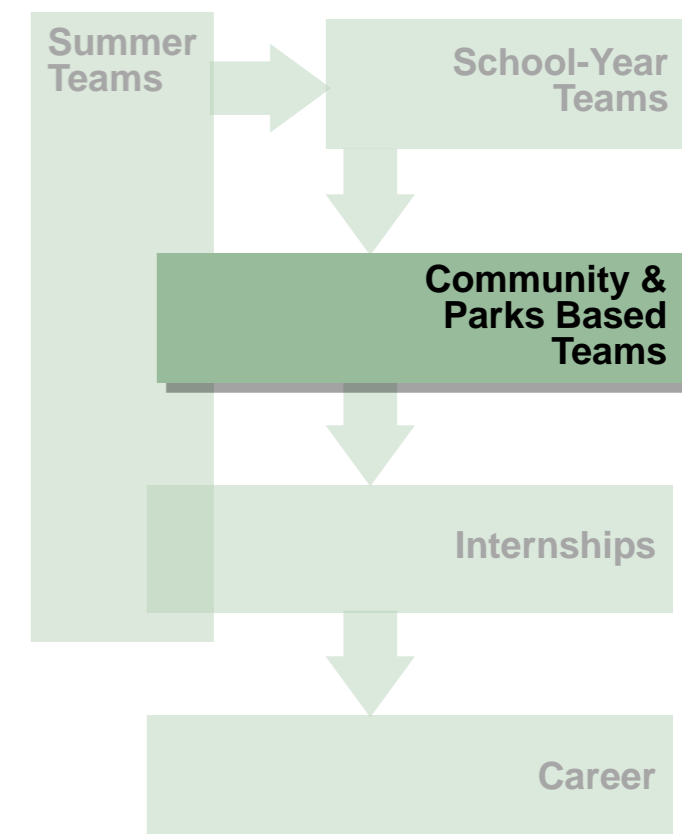 Summer
Teams
School-Year
Teams
Community &
Parks Based
Teams
Internships
Career